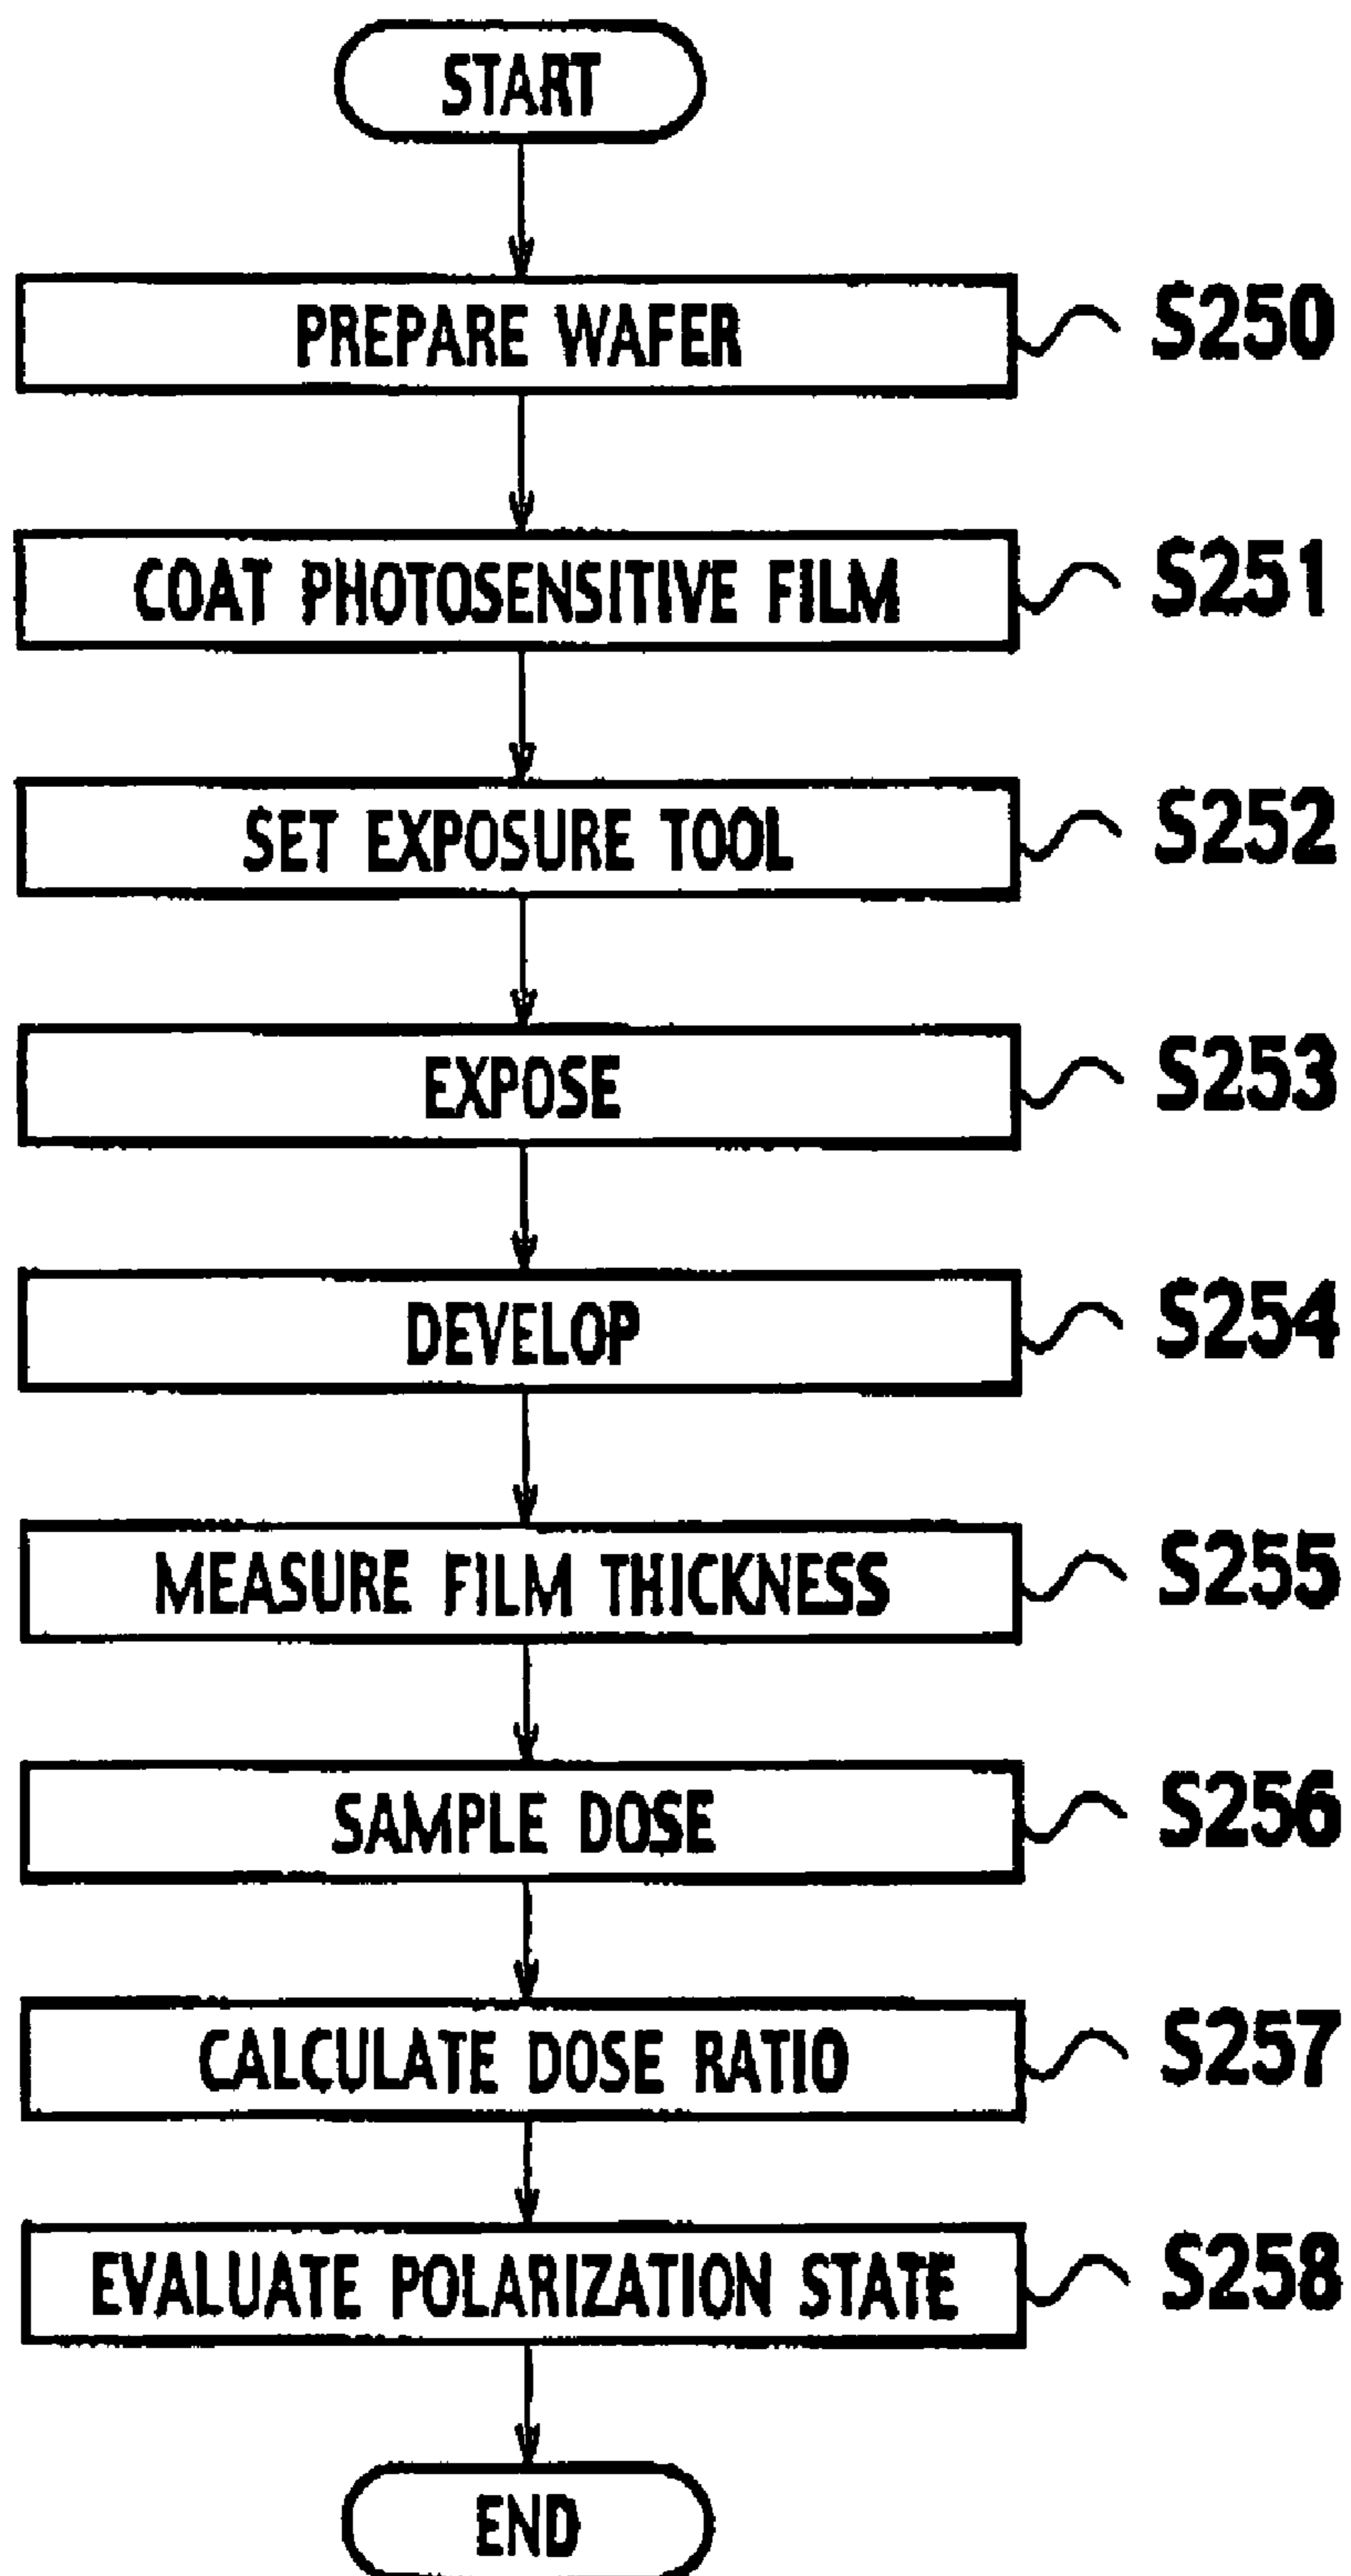 START
PREPARE WAFER S250
COAT PHOTOSENSITIVE FILM S251
SET EXPOSURE TOOL S252
EXPOSE S253
DEVELOP S254
MEASURE FILM THICKNESS S255
SAMPLE DOSE S256
CALCULATE DOSE RATIO S257
EVALUATE POLARIZATION STATE S258
END